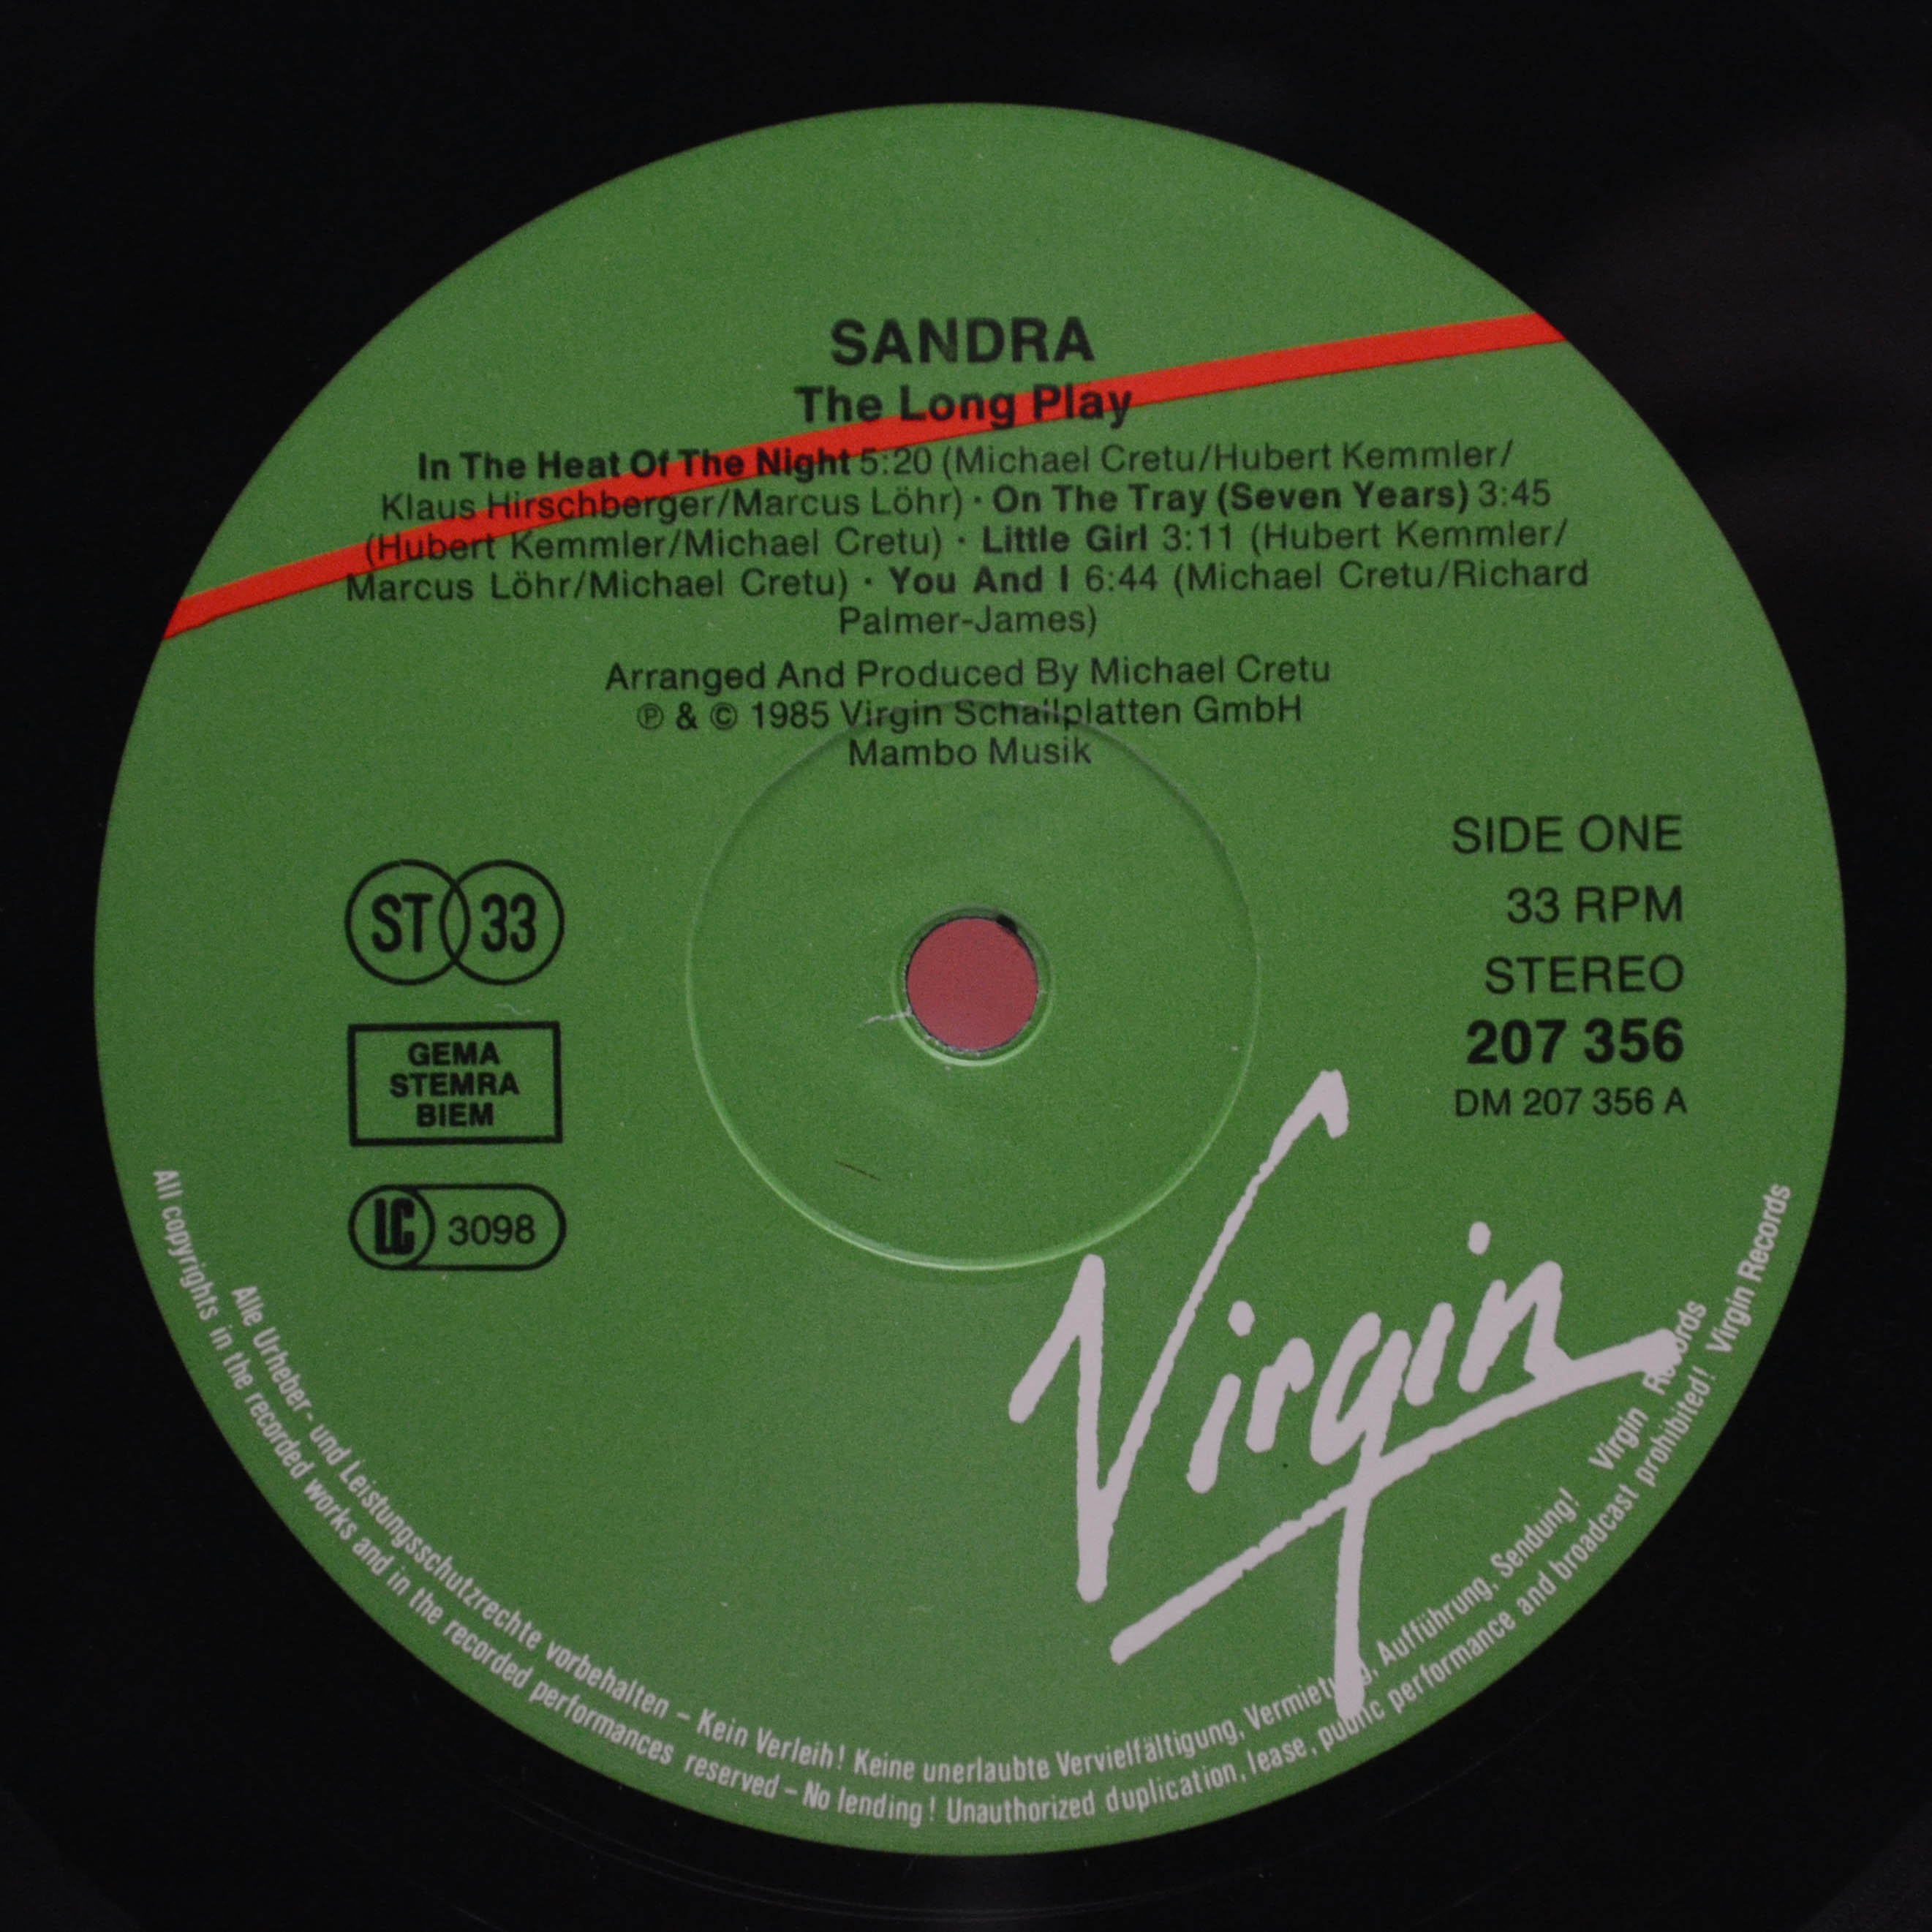 SANDRA
The Long Play
In The Heat Of The Night 5:20 (Michael Cretu/Hubert Kemmler/
Klaus Hirschberger/Marcus Löhr) · On The Tray (Seven Years) 3:45
(Hubert Kemmler/Michael Cretu) · Little Girl 3:11 (Hubert Kemmler/
Marcus Löhr/Michael Cretu) · You And I 6:44 (Michael Cretu/Richard
Palmer-James)
Arranged And Produced By Michael Cretu
℗ & © 1985 Virgin Schallplatten GmbH
Mambo Musik
ST 33
GEMA
STEMRA
BIEM
LC 3098
SIDE ONE
33 RPM
STEREO
207 356
DM 207 356 A
Virgin
Alle Urheber- und Leistungsschutzrechte vorbehalten – Kein Verleih! Keine unerlaubte Vervielfältigung, Vermietung, Aufführung, Sendung! Virgin Records
All copyrights in the recorded works and in the recorded performances reserved – No lending! Unauthorized duplication, lease, public performance and broadcast prohibited! Virgin Records